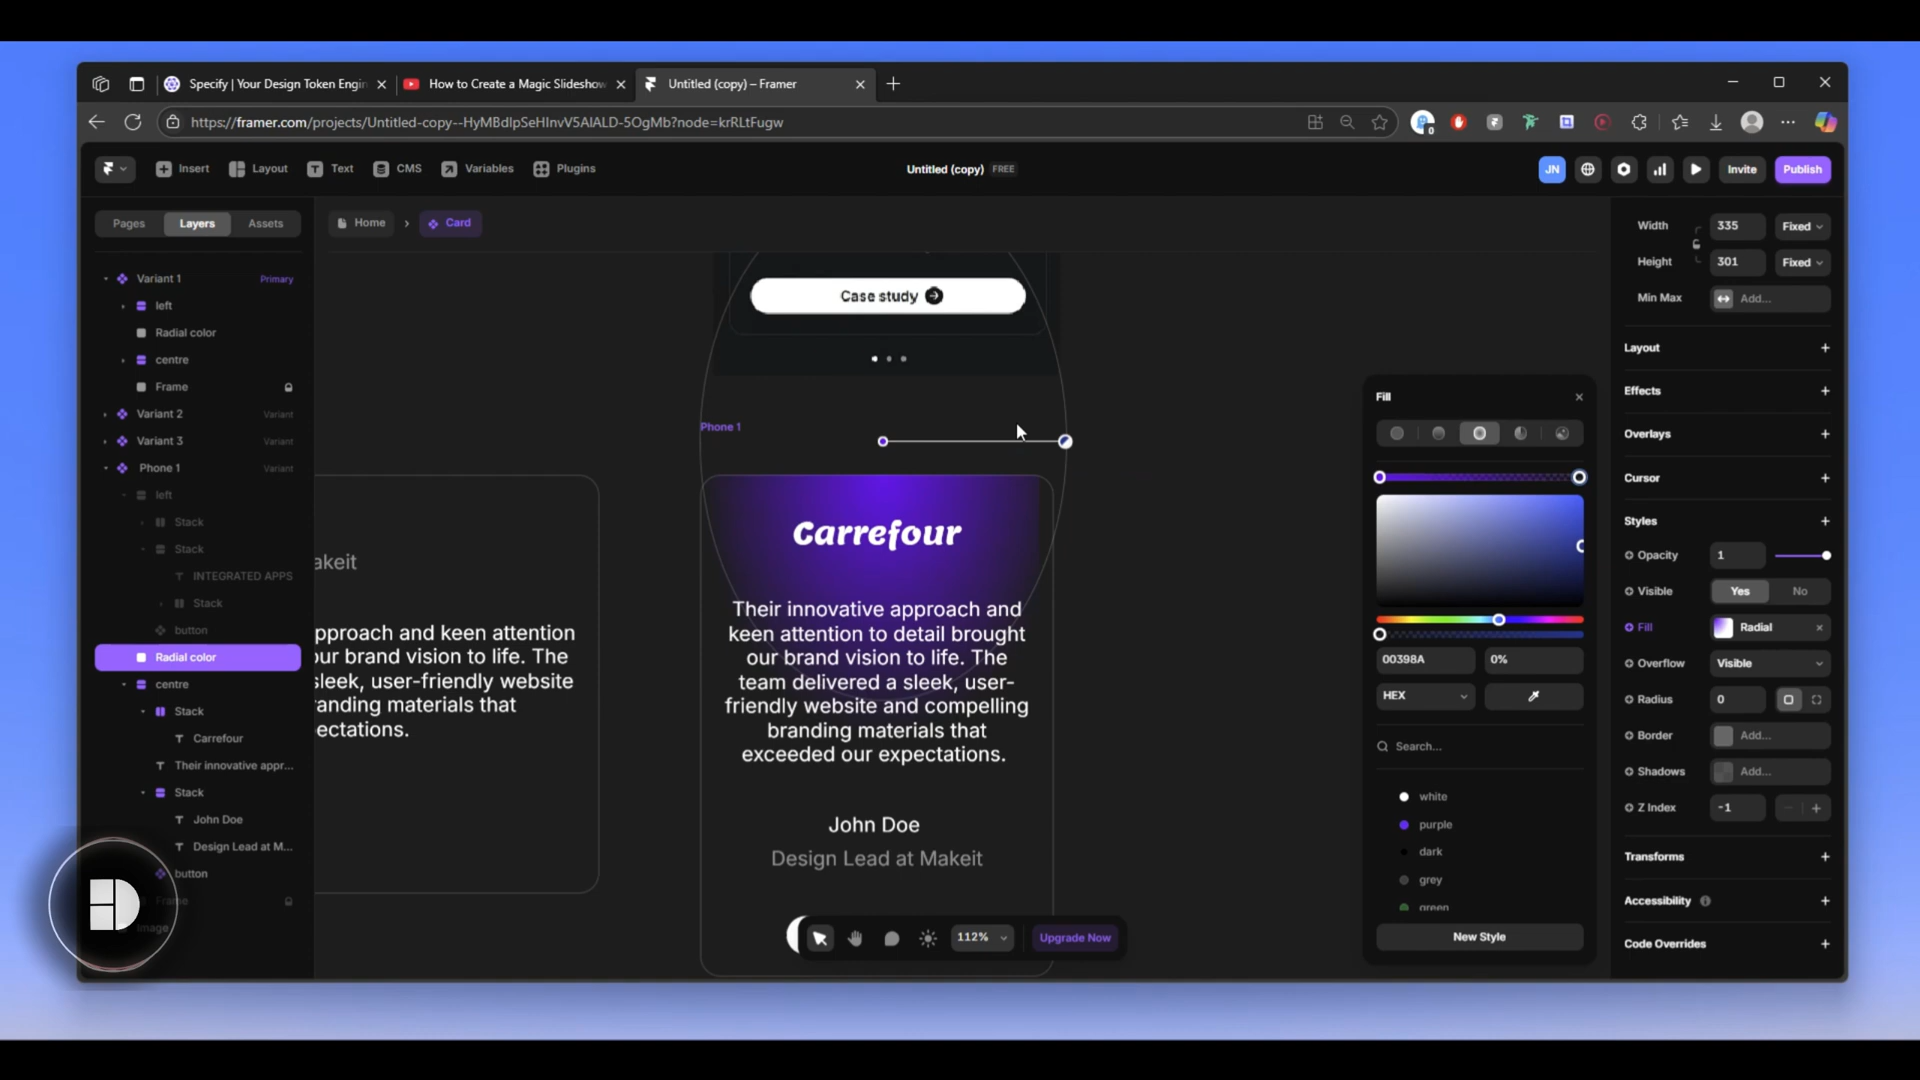 Specify | Your Design Token Engin
How to Create a Magic Slideshow
Untitled (copy) – Framer
https://framer.com/projects/Untitled-copy--HyMBdlpSeHInvV5AIALD-5OgMb?node=krRLtFugw
Insert
Layout
Text
CMS
Variables
Plugins
Untitled (copy) FREE
JN
Invite
Publish
Pages
Layers
Assets
Home
Card
Variant 1
Primary
left
Radial color
centre
Frame
Variant 2
Variant
Variant 3
Variant
Phone 1
Variant
left
Stack
Stack
INTEGRATED APPS
Stack
button
Radial color
centre
Stack
Carrefour
Their innovative appr...
Stack
John Doe
Design Lead at M...
button
Frame
Image
akeit
pproach and keen attention
our brand vision to life. The
sleek, user-friendly website
randing materials that
ectations.
Case study
Phone 1
Carrefour
Their innovative approach and
keen attention to detail brought
our brand vision to life. The
team delivered a sleek, user-
friendly website and compelling
branding materials that
exceeded our expectations.
John Doe
Design Lead at Makeit
112%
Upgrade Now
Fill
00398A
0%
HEX
Search...
white
purple
dark
grey
green
New Style
Width
335
Fixed
Height
301
Fixed
Min Max
Add...
Layout
Effects
Overlays
Cursor
Styles
Opacity
1
Visible
Yes
No
Fill
Radial
Overflow
Visible
Radius
0
Border
Add...
Shadows
Add...
Z Index
-1
Transforms
Accessibility
Code Overrides